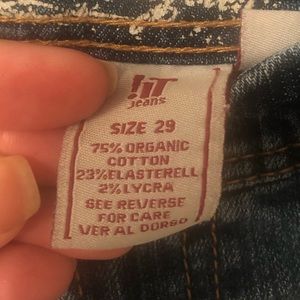 !iT
jeans
SIZE 29
75% ORGANIC
COTTON
23% ELASTERELL
2% LYCRA
SEE REVERSE
FOR CARE
VER AL DORSO